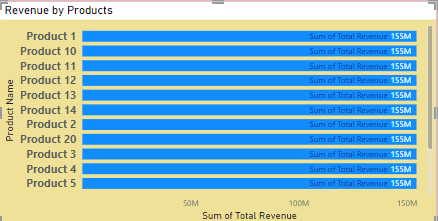 Revenue by Products
Product Name
Product 1 Sum of Total Revenue 155M
Product 10 Sum of Total Revenue 155M
Product 11 Sum of Total Revenue 155M
Product 12 Sum of Total Revenue 155M
Product 13 Sum of Total Revenue 155M
Product 14 Sum of Total Revenue 155M
Product 2 Sum of Total Revenue 155M
Product 20 Sum of Total Revenue 155M
Product 3 Sum of Total Revenue 155M
Product 4 Sum of Total Revenue 155M
Product 5 Sum of Total Revenue 155M
50M 100M 150M
Sum of Total Revenue